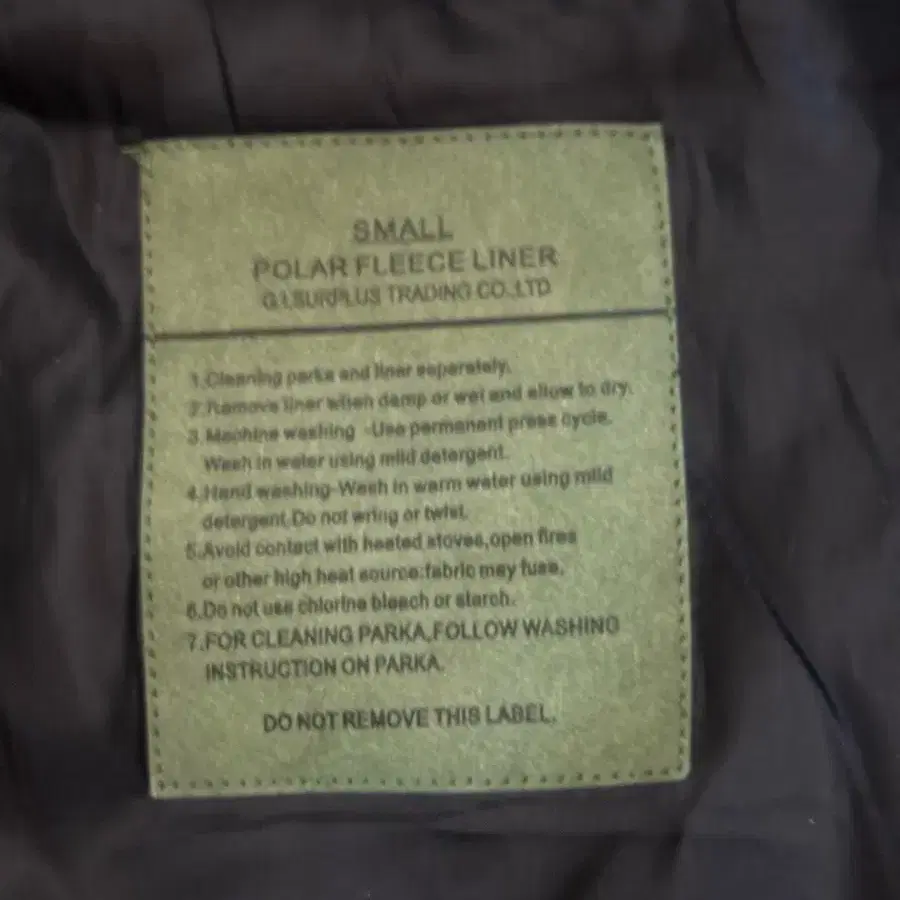 SMALL
POLAR FLEECE LINER
G.I.SURPLUS TRADING CO.,LTD
1.Cleaning parka and liner separately.
2.Remove liner when damp or wet and allow to dry.
3.Machine washing -Use permanent press cycle.
Wash in water using mild detergent.
4.Hand washing-Wash in warm water using mild
detergent.Do not wring or twist.
5.Avoid contact with heated stoves,open fires
or other high heat source:fabric may fuse.
6.Do not use chlorine bleach or starch.
7.FOR CLEANING PARKA,FOLLOW WASHING
INSTRUCTION ON PARKA.
DO NOT REMOVE THIS LABEL.